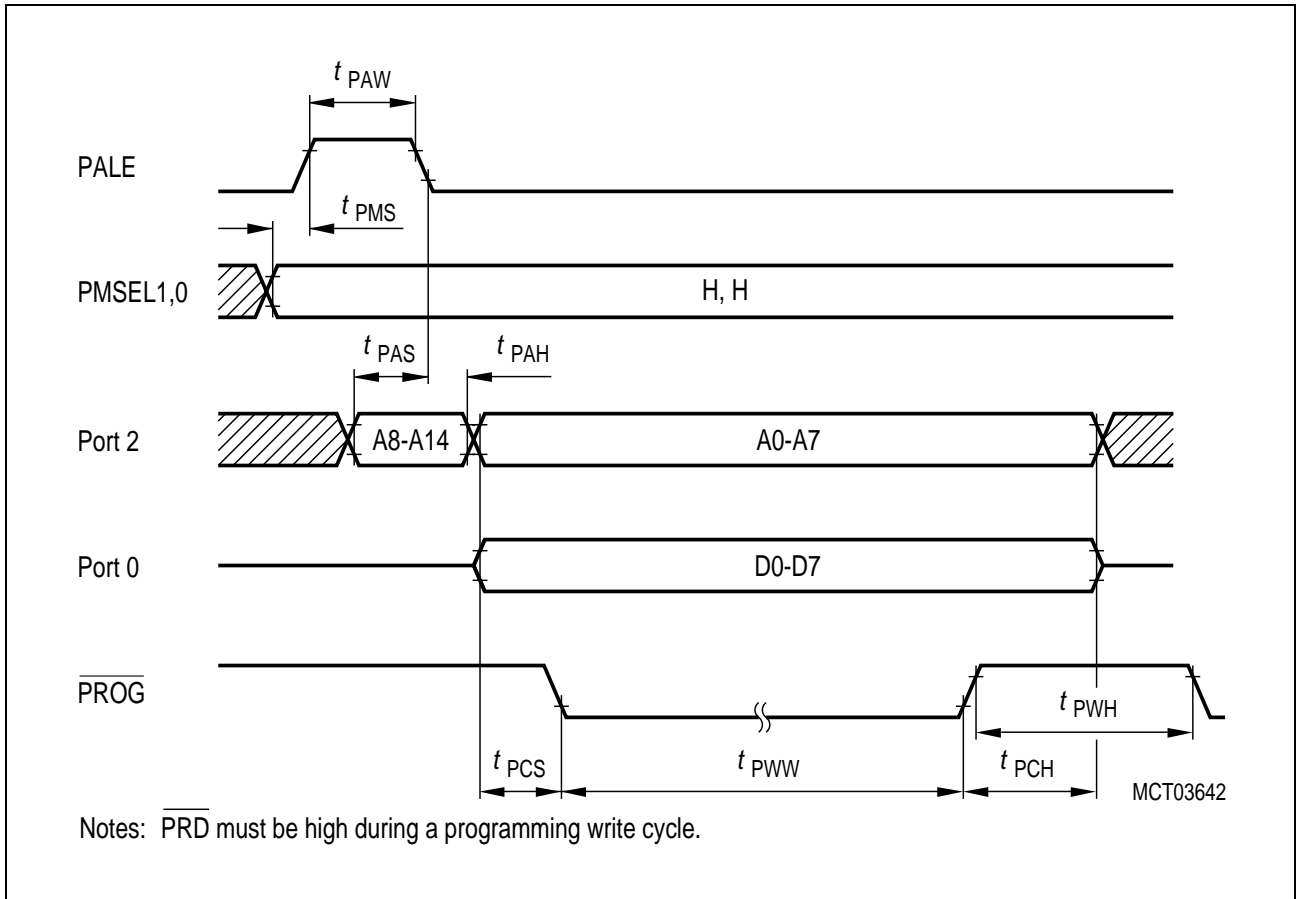 t PAW
PALE
t PMS
PMSEL1,0
H, H
t PAS
t PAH
Port 2
A8-A14
A0-A7
Port 0
D0-D7
PROG
t PWH
t PCS
t PWW
t PCH
MCT03642
Notes: PRD must be high during a programming write cycle.